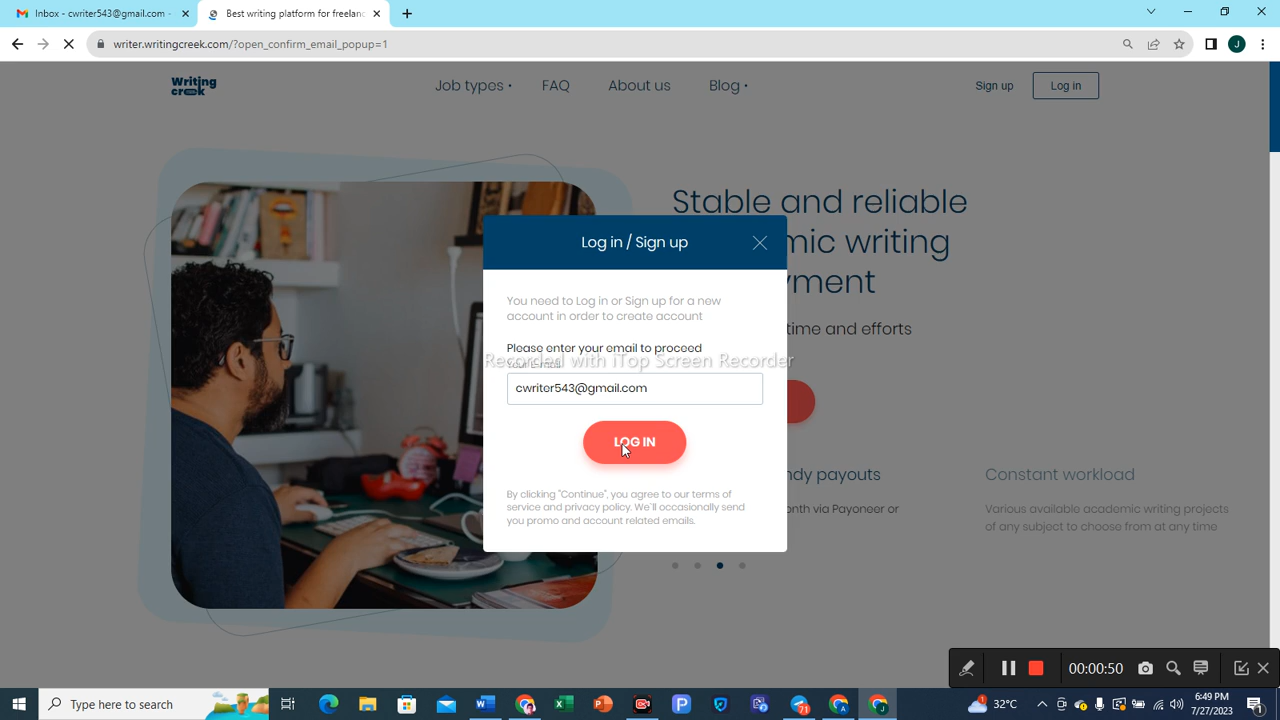 Inbox - cwriter543@gmail.com -
Best writing platform for freelanc
writer.writingcreek.com/?open_confirm_email_popup=1
J
Writing
creek
Job types
FAQ
About us
Blog
Sign up
Log in
Stable and reliable
mic writing
yment
time and efforts
Log in / Sign up
You need to Log in or Sign up for a new
account in order to create account
Please enter your email to proceed
Recorded with iTop Screen Recorder
Your E-mail
cwriter543@gmail.com
LOG IN
By clicking "Continue", you agree to our terms of
service and privacy policy. We'll occasionally send
you promo and account related emails.
ndy payouts
onth via Payoneer or
Constant workload
Various available academic writing projects
of any subject to choose from at any time
00:00:50
Type here to search
71
32°C
6:49 PM
7/27/2023